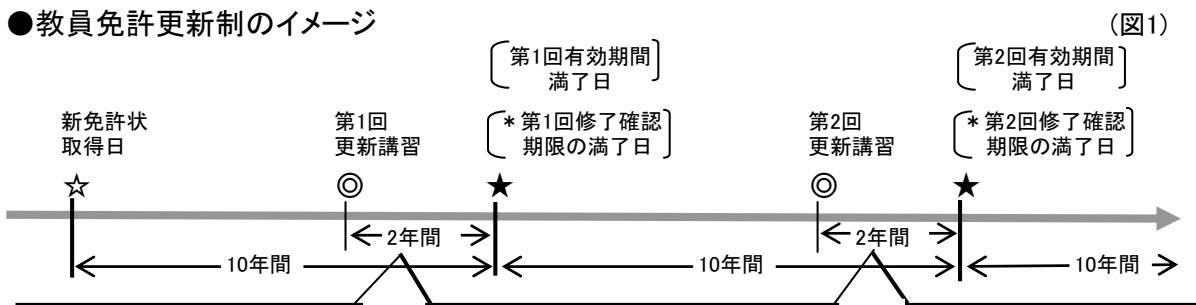 ●教員免許更新制のイメージ
(図1)
第1回有効期間
満了日
第2回有効期間
満了日
新免許状
取得日
第1回
更新講習
*第1回修了確認
期限の満了日
第2回
更新講習
*第2回修了確認
期限の満了日
☆
◎
★
◎
★
2年間
2年間
10年間
10年間
10年間